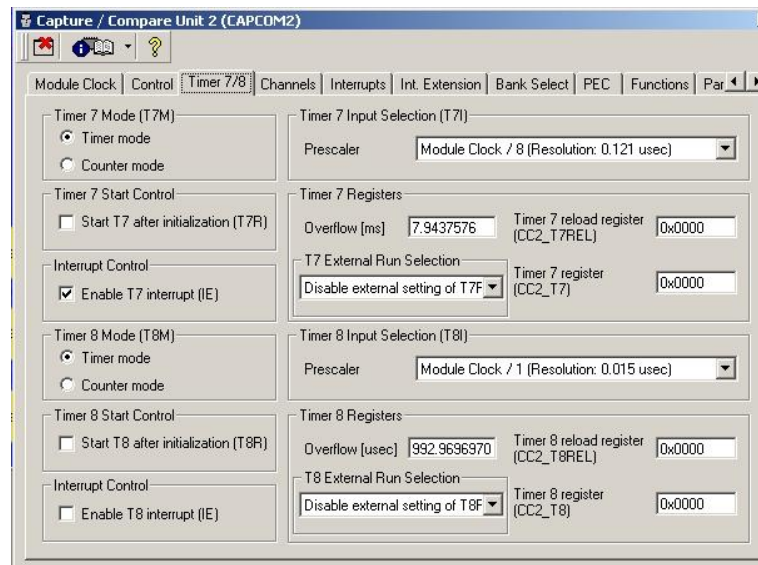 Capture / Compare Unit 2 (CAPCOM2)
Module Clock Control Timer 7/8 Channels Interrupts Int. Extension Bank Select PEC Functions Par
Timer 7 Mode (T7M)
Timer mode
Counter mode
Timer 7 Input Selection (T7I)
Prescaler Module Clock / 8 (Resolution: 0.121 usec)
Timer 7 Start Control
Start T7 after initialization (T7R)
Timer 7 Registers
Overflow [ms] 7.9437576
Timer 7 reload register
(CC2_T7REL) 0x0000
Interrupt Control
Enable T7 interrupt (IE)
T7 External Run Selection
Disable external setting of T7F
Timer 7 register
(CC2_T7) 0x0000
Timer 8 Mode (T8M)
Timer mode
Counter mode
Timer 8 Input Selection (T8I)
Prescaler Module Clock / 1 (Resolution: 0.015 usec)
Timer 8 Start Control
Start T8 after initialization (T8R)
Timer 8 Registers
Overflow [usec] 992.9696970
Timer 8 reload register
(CC2_T8REL) 0x0000
Interrupt Control
Enable T8 interrupt (IE)
T8 External Run Selection
Disable external setting of T8F
Timer 8 register
(CC2_T8) 0x0000